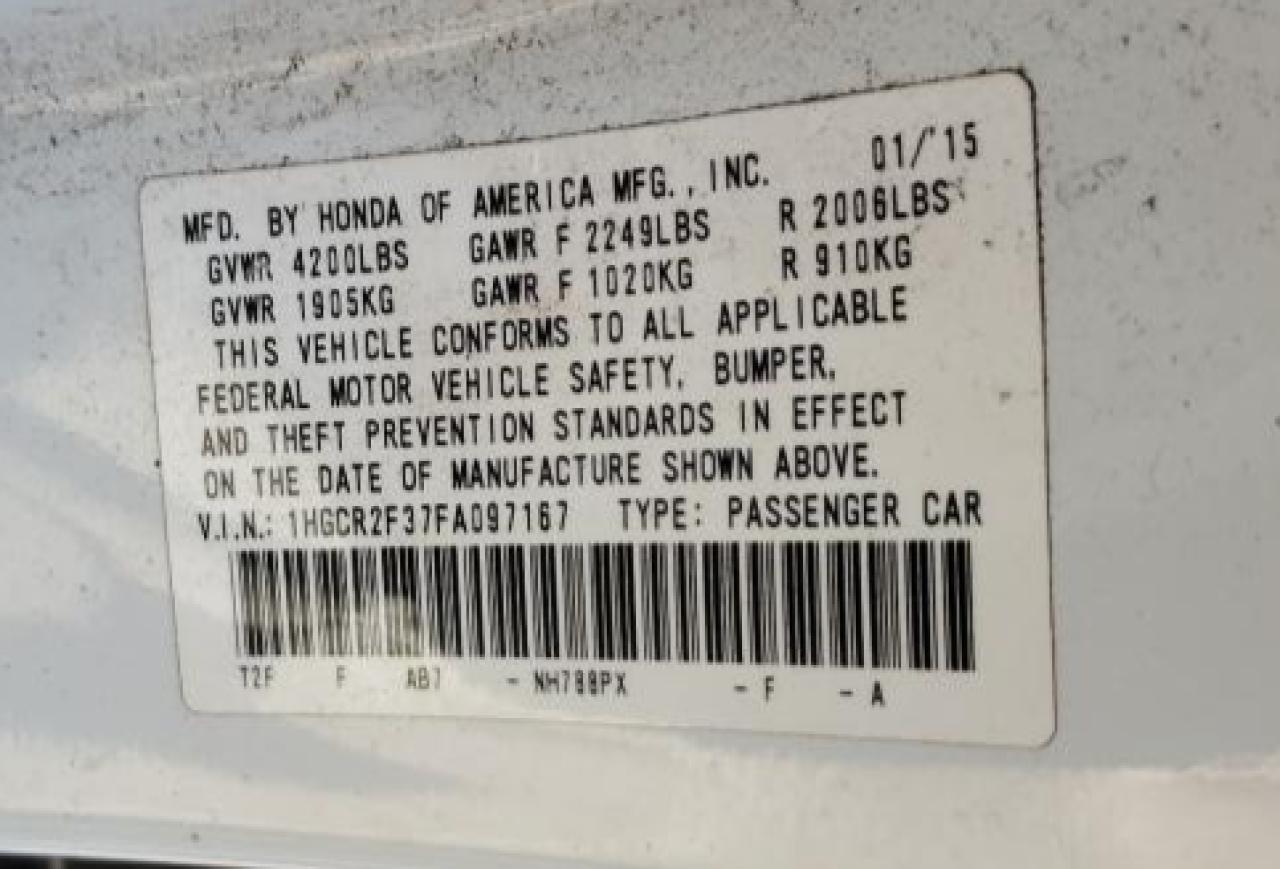 MFD. BY HONDA OF AMERICA MFG., INC. 01/'15
GVWR 4200LBS GAWR F 2249LBS R 2006LBS
GVWR 1905KG GAWR F 1020KG R 910KG
THIS VEHICLE CONFORMS TO ALL APPLICABLE
FEDERAL MOTOR VEHICLE SAFETY, BUMPER,
AND THEFT PREVENTION STANDARDS IN EFFECT
ON THE DATE OF MANUFACTURE SHOWN ABOVE.
V.I.N.: 1HGCR2F37FA097167 TYPE: PASSENGER CAR
T2F F AB7 - NH788PX - F - A